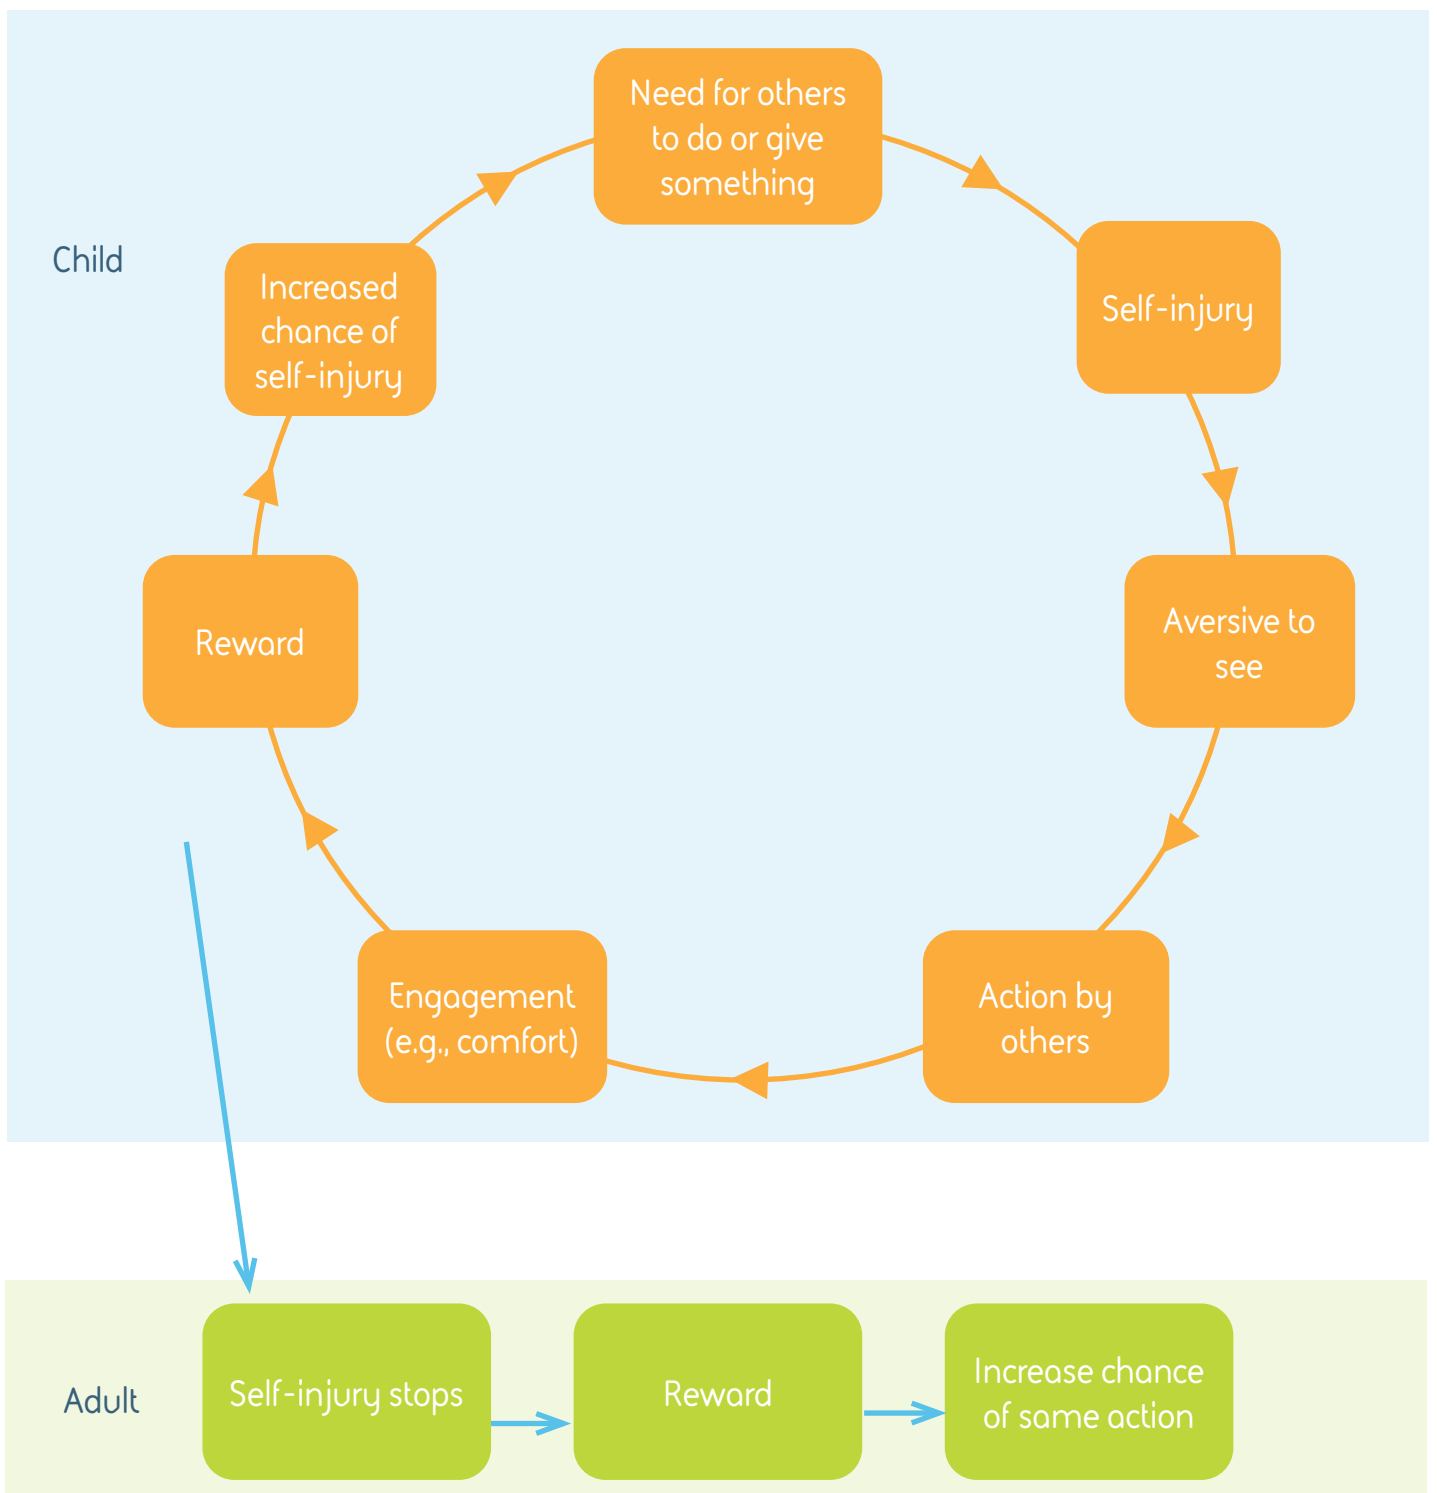 Need for others
to do or give
something
Child
Self-injury
Increased
chance of
self-injury
Aversive to
see
Reward
Action by
others
Engagement
(e.g., comfort)
Adult
Self-injury stops
Reward
Increase chance
of same action